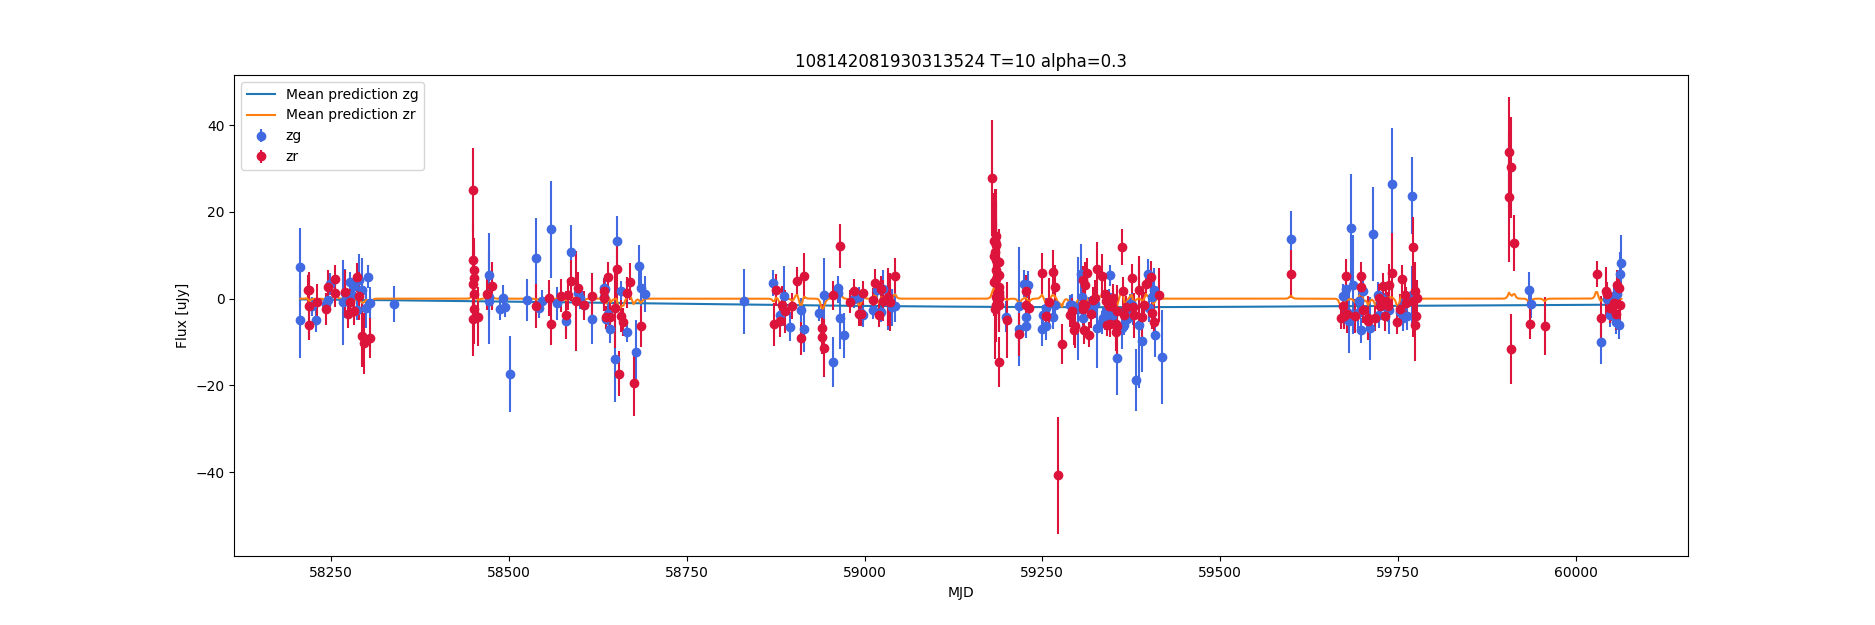 108142081930313524 T=10 alpha=0.3
Mean prediction zg
Mean prediction zr
zg
zr
Flux [uJy]
40
20
0
−20
−40
58250 58500 58750 59000 59250 59500 59750 60000
MJD